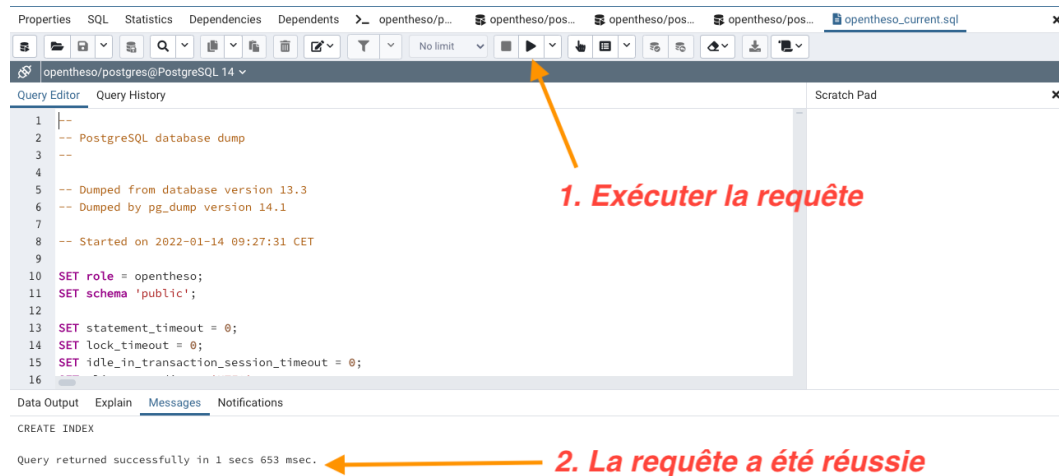 Properties SQL Statistics Dependencies Dependents >_ opentheso/p... opentheso/pos... opentheso/pos... opentheso/pos... opentheso_current.sql
No limit
opentheso/postgres@PostgreSQL 14
Query Editor Query History Scratch Pad
1 --
2 -- PostgreSQL database dump
3 --
4
5 -- Dumped from database version 13.3
6 -- Dumped by pg_dump version 14.1
7
8 -- Started on 2022-01-14 09:27:31 CET
9
10 SET role = opentheso;
11 SET schema 'public';
12
13 SET statement_timeout = 0;
14 SET lock_timeout = 0;
15 SET idle_in_transaction_session_timeout = 0;
16
1. Exécuter la requête
Data Output Explain Messages Notifications
CREATE INDEX
Query returned successfully in 1 secs 653 msec.
2. La requête a été réussie